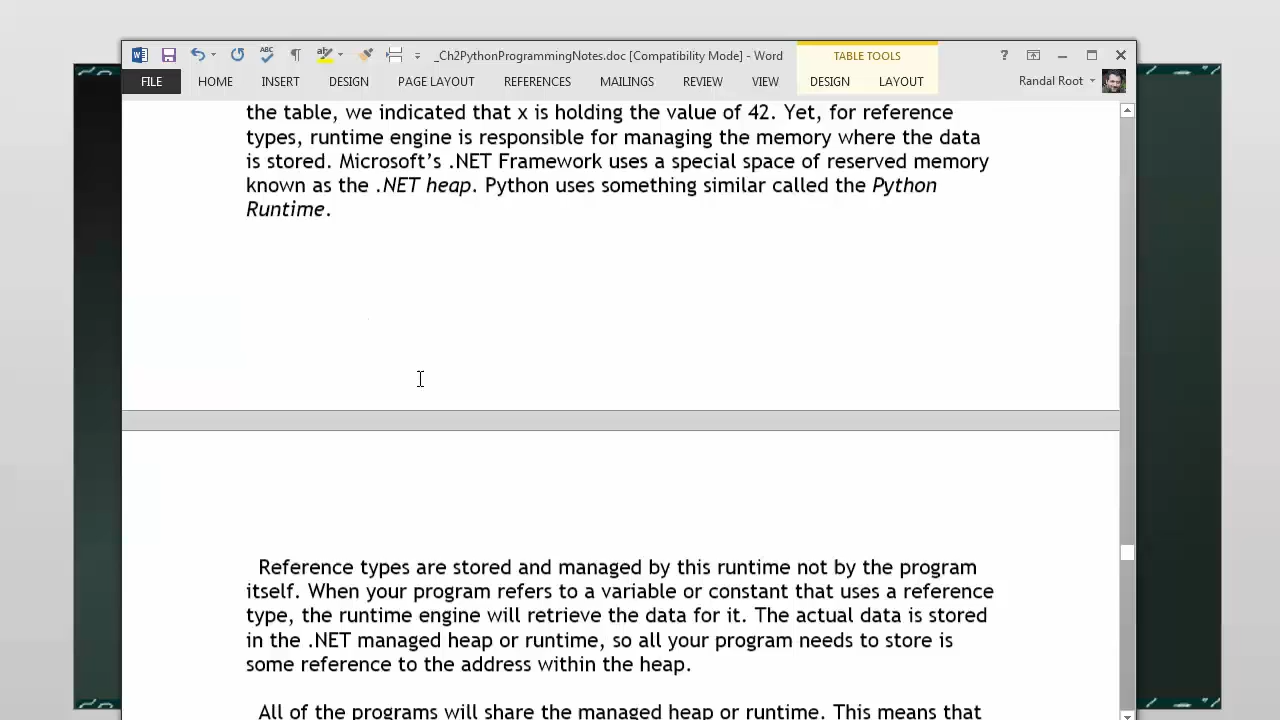 _Ch2PythonProgrammingNotes.doc [Compatibility Mode] - Word
TABLE TOOLS
?
FILE HOME INSERT DESIGN PAGE LAYOUT REFERENCES MAILINGS REVIEW VIEW DESIGN LAYOUT Randal Root
the table, we indicated that x is holding the value of 42. Yet, for reference
types, runtime engine is responsible for managing the memory where the data
is stored. Microsoft’s .NET Framework uses a special space of reserved memory
known as the .NET heap. Python uses something similar called the Python
Runtime.
Reference types are stored and managed by this runtime not by the program
itself. When your program refers to a variable or constant that uses a reference
type, the runtime engine will retrieve the data for it. The actual data is stored
in the .NET managed heap or runtime, so all your program needs to store is
some reference to the address within the heap.
All of the programs will share the managed heap or runtime. This means that